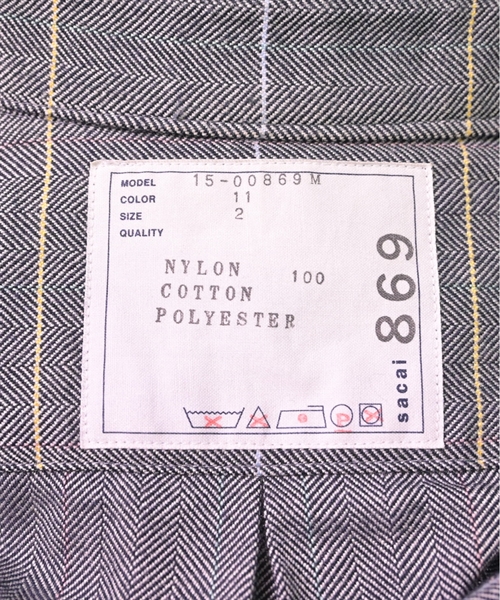 MODEL 15-00869M
COLOR 11
SIZE 2
QUALITY
NYLON 100
COTTON
POLYESTER
P
sacai 869